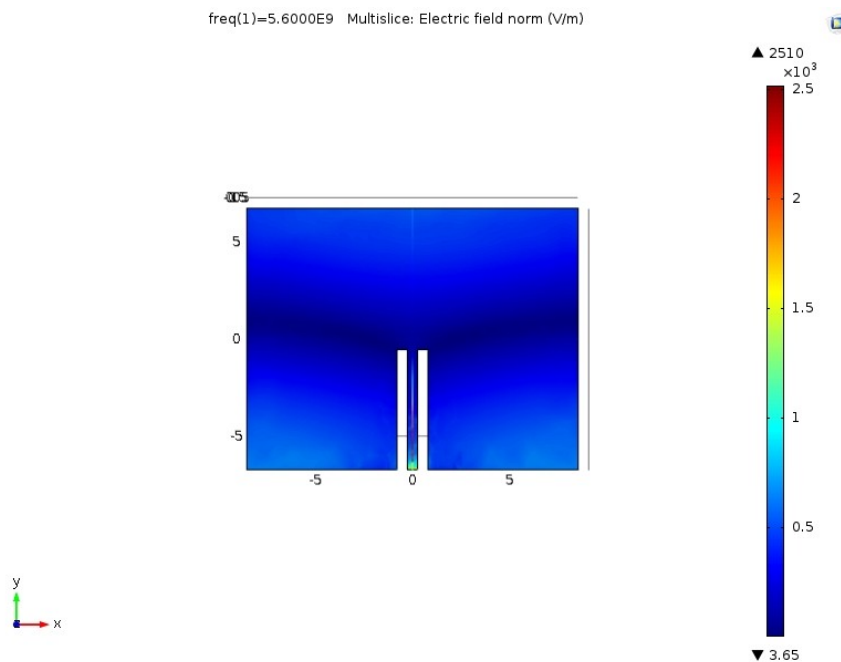 freq(1)=5.6000E9 Multislice: Electric field norm (V/m)
▲ 2510
×10³
2.5
2
1.5
1
0.5
▼ 3.65
5
0
-5
-5 0 5
y
x